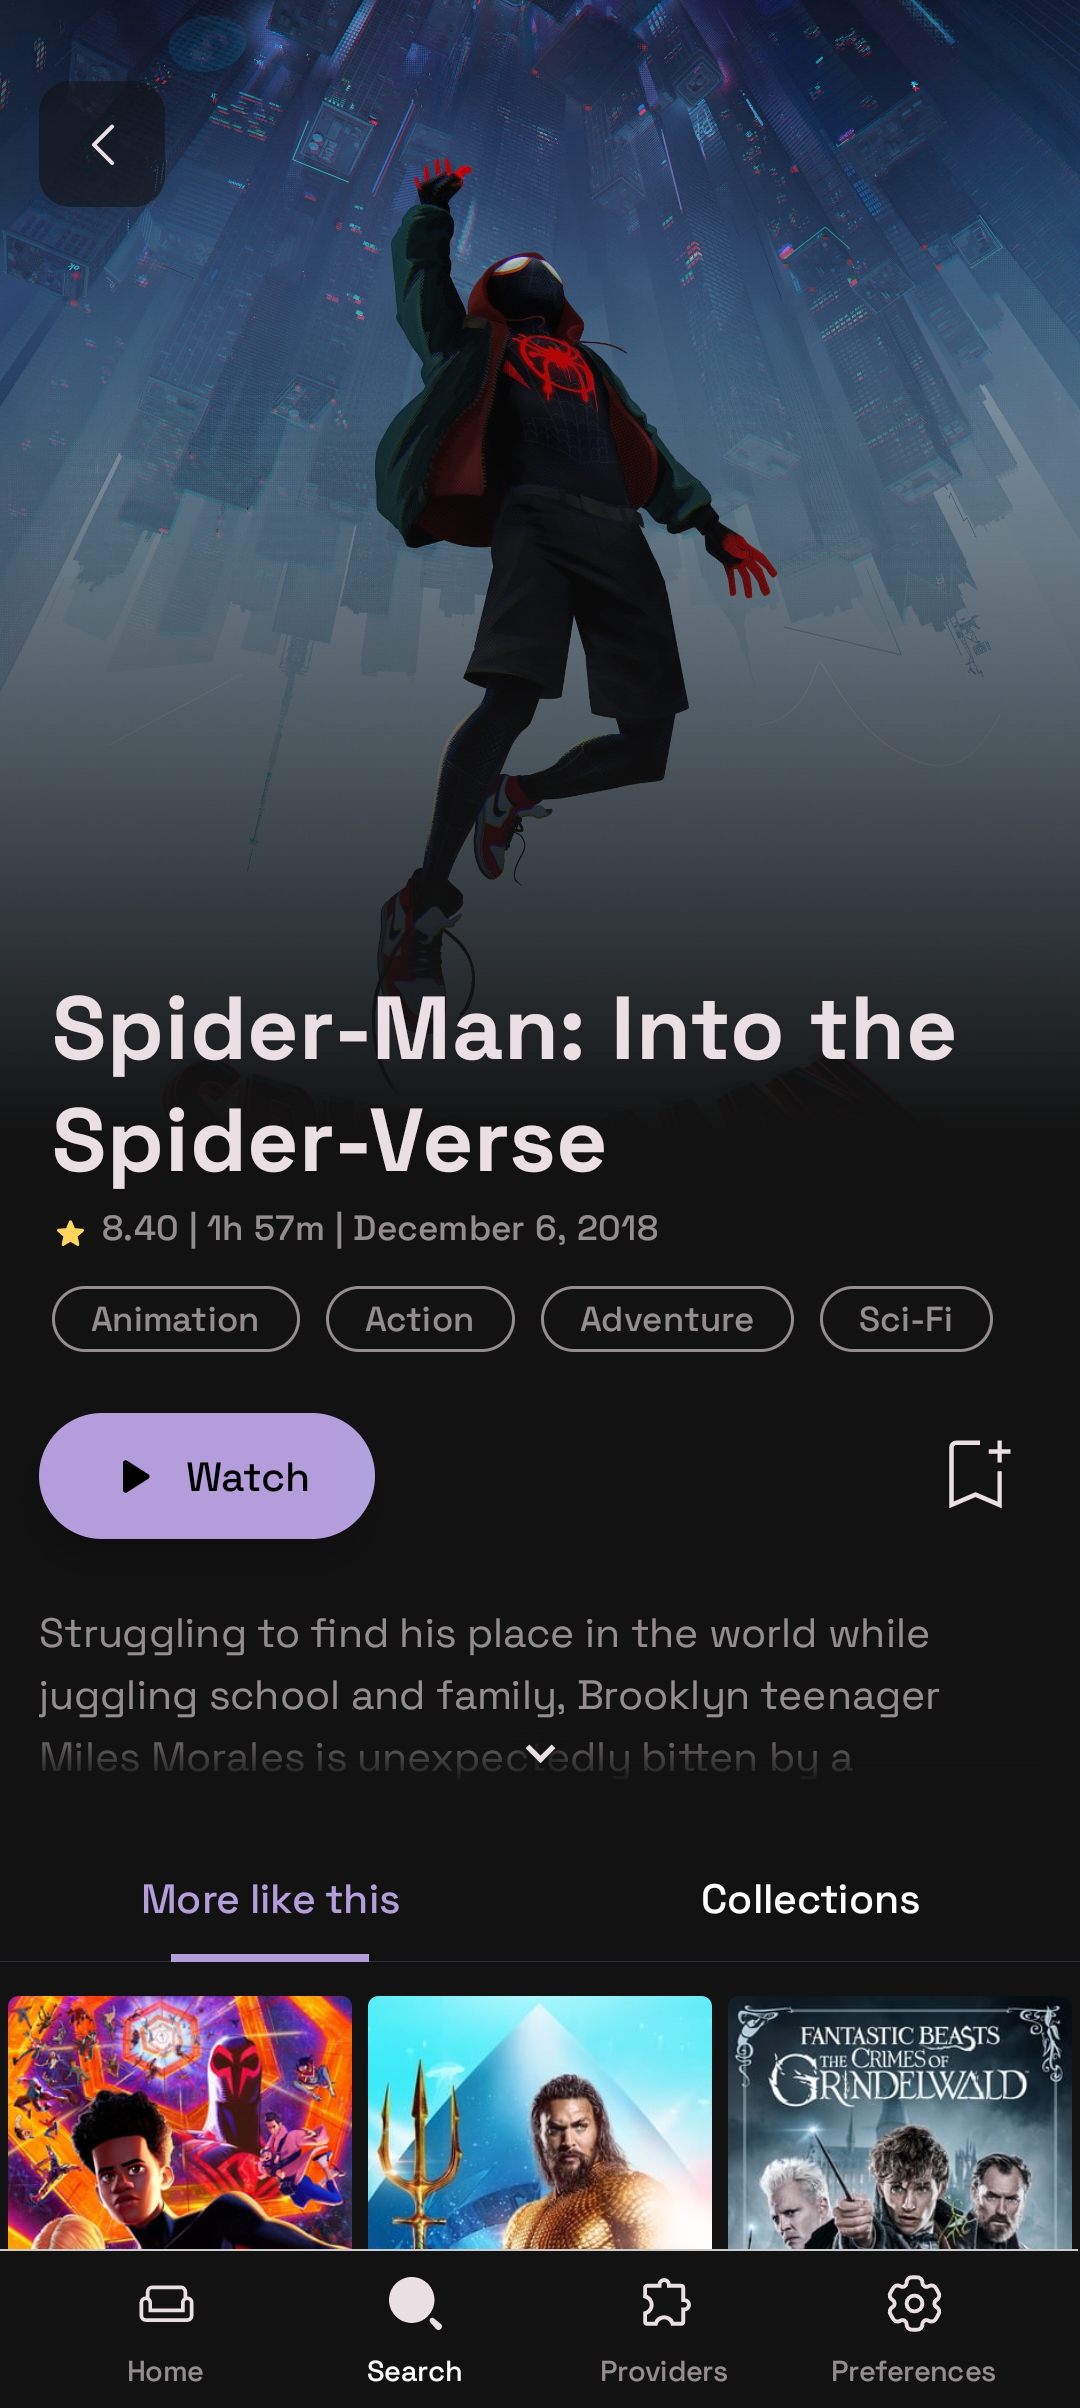 Spider-Man: Into the
Spider-Verse
8.40 | 1h 57m | December 6, 2018
Animation
Action
Adventure
Sci-Fi
Watch
Struggling to find his place in the world while
juggling school and family, Brooklyn teenager
Miles Morales is unexpectedly bitten by a
More like this
Collections
FANTASTIC BEASTS
THE CRIMES OF
GRINDELWALD
Home
Search
Providers
Preferences